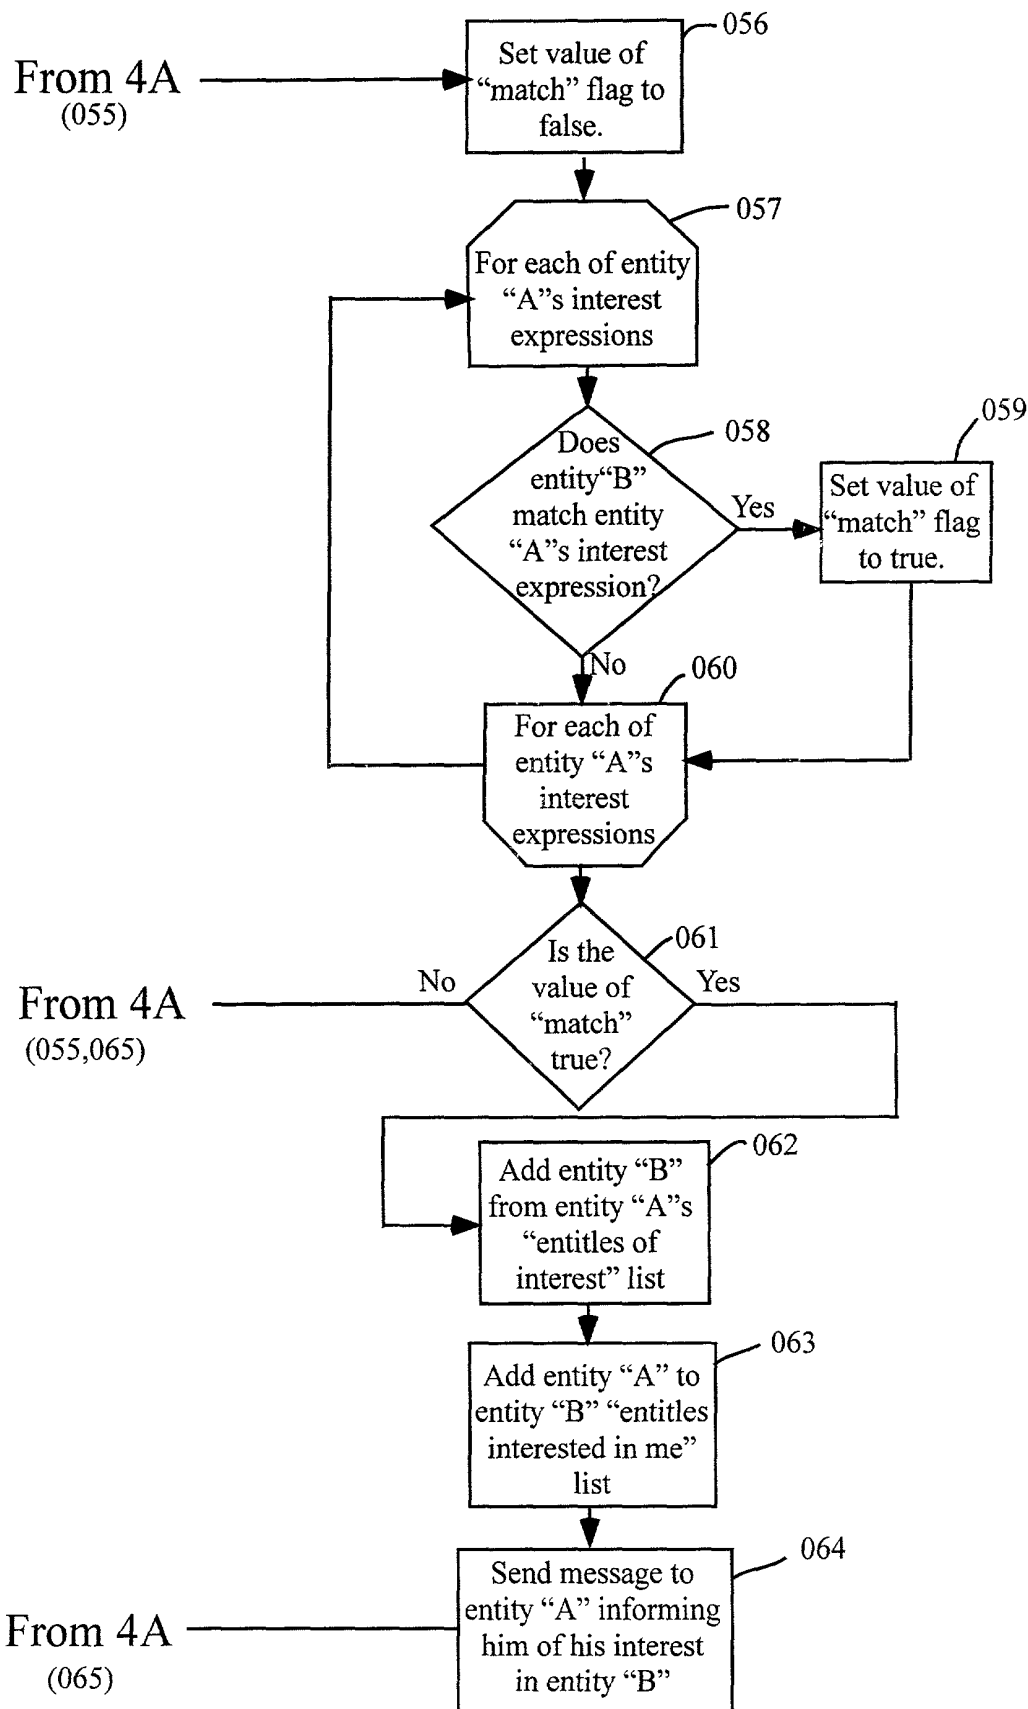 056
Set value of
“match” flag to
false.
From 4A
(055)
057
For each of entity
“A”s interest
expressions
058
Does
entity“B”
match entity
“A”s interest
expression?
Yes
059
Set value of
“match” flag
to true.
No
060
For each of
entity “A”s
interest
expressions
061
Is the
value of
“match”
true?
No
Yes
From 4A
(055,065)
062
Add entity “B”
from entity “A”s
“entitles of
interest” list
063
Add entity “A” to
entity “B” “entitles
interested in me”
list
064
Send message to
entity “A” informing
him of his interest
in entity “B”
From 4A
(065)